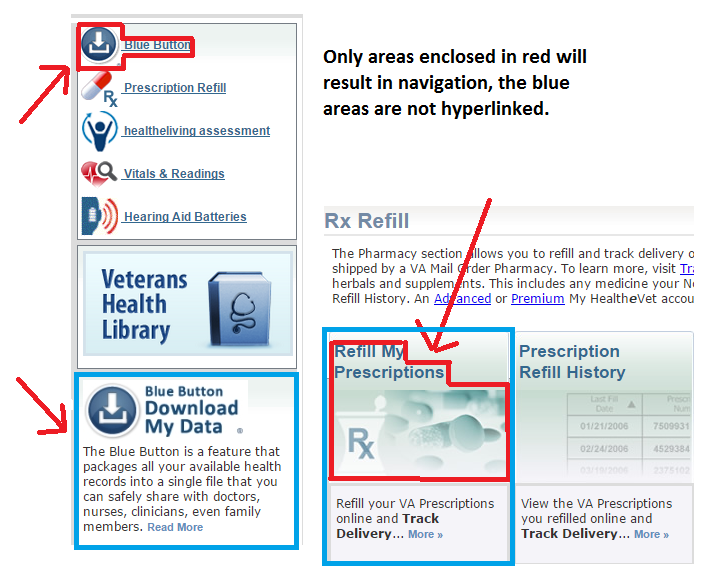 Blue Button
Prescription Refill
Rx
healtheliving assessment
Vitals & Readings
Hearing Aid Batteries
Veterans
Health
Library
Blue Button
Download
My Data ®
The Blue Button is a feature that
packages all your available health
records into a single file that you
can safely share with doctors,
nurses, clinicians, even family
members. Read More
Only areas enclosed in red will
result in navigation, the blue
areas are not hyperlinked.
Rx Refill
The Pharmacy section allows you to refill and track delivery o
shipped by a VA Mail Order Pharmacy. To learn more, visit Tra
herbals and supplements. This includes any medicine your No
Refill History. An Advanced or Premium My HealtheVet accou
Refill My
Prescriptions
Rx
Refill your VA Prescriptions
online and Track
Delivery... More »
Prescription
Refill History
Last Fill Prescri
Date Num
01/21/2006 7509931
02/24/2006 4529384
03/19/2006 2375102
View the VA Prescriptions
you refilled online and
Track Delivery... More »